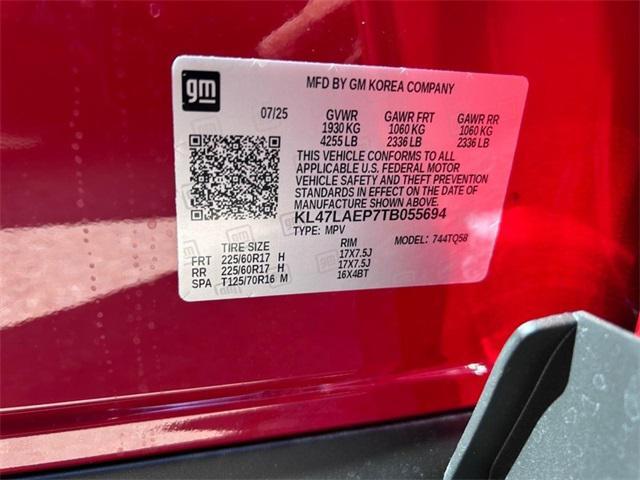 gm
MFD BY GM KOREA COMPANY
07/25 GVWR GAWR FRT GAWR RR
1930 KG 1060 KG 1060 KG
4255 LB 2336 LB 2336 LB
THIS VEHICLE CONFORMS TO ALL
APPLICABLE U.S. FEDERAL MOTOR
VEHICLE SAFETY AND THEFT PREVENTION
STANDARDS IN EFFECT ON THE DATE
OF MANUFACTURE SHOWN ABOVE.
KL47LAEP7TB055694
TYPE: MPV MODEL: 744TQ58
TIRE SIZE RIM
FRT 225/60R17 H 17X7.5J
RR 225/60R17 H 17X7.5J
SPA T125/70R16 M 16X4BT